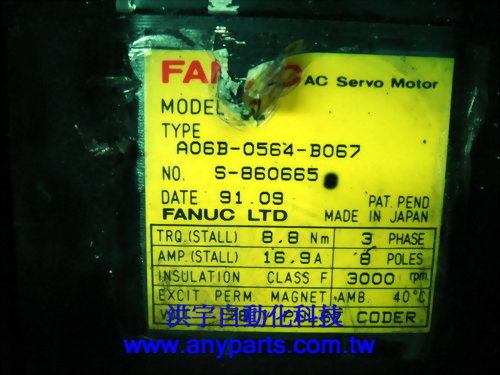 FANUC AC Servo Motor
MODEL
TYPE
A06B-0564-B067
NO. S-860665
DATE 91.09 PAT. PEND
FANUC LTD MADE IN JAPAN
TRQ.(STALL) 8.8 Nm 3 PHASE
AMP.(STALL) 16.9 A 8 POLES
INSULATION CLASS F 3000 rpm
EXCIT PERM. MAGNET AMB. 40°C
CODER
洪宇自動化科技
www.anyparts.com.tw